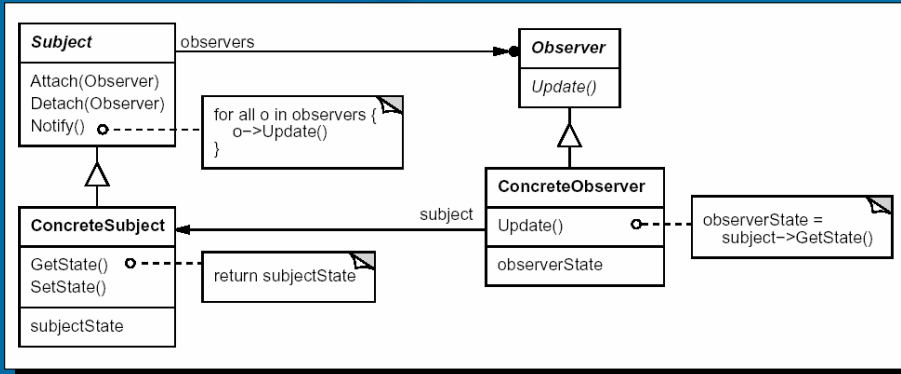 Subject
Attach(Observer)
Detach(Observer)
Notify()
observers
for all o in observers {
o−>Update()
}
Observer
Update()
ConcreteSubject
GetState()
SetState()
subjectState
return subjectState
subject
ConcreteObserver
Update()
observerState
observerState =
subject−>GetState()